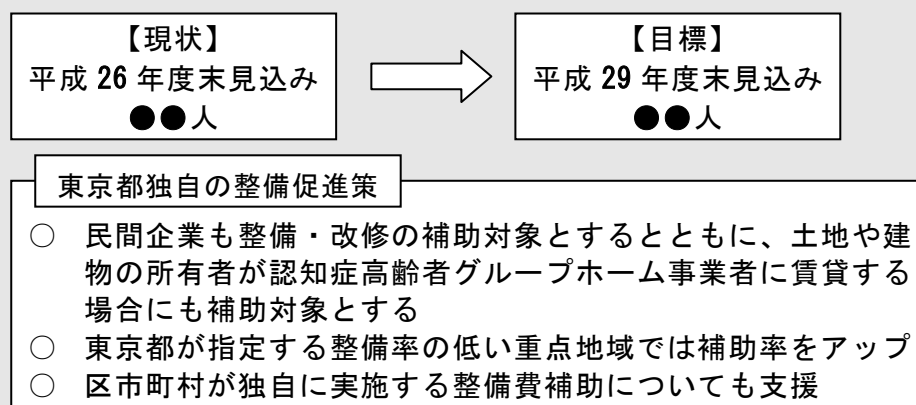 【現状】
平成 26 年度末見込み
●●人
【目標】
平成 29 年度末見込み
●●人
東京都独自の整備促進策
○ 民間企業も整備・改修の補助対象とするとともに、土地や建
物の所有者が認知症高齢者グループホーム事業者に賃貸する
場合にも補助対象とする
○ 東京都が指定する整備率の低い重点地域では補助率をアップ
○ 区市町村が独自に実施する整備費補助についても支援